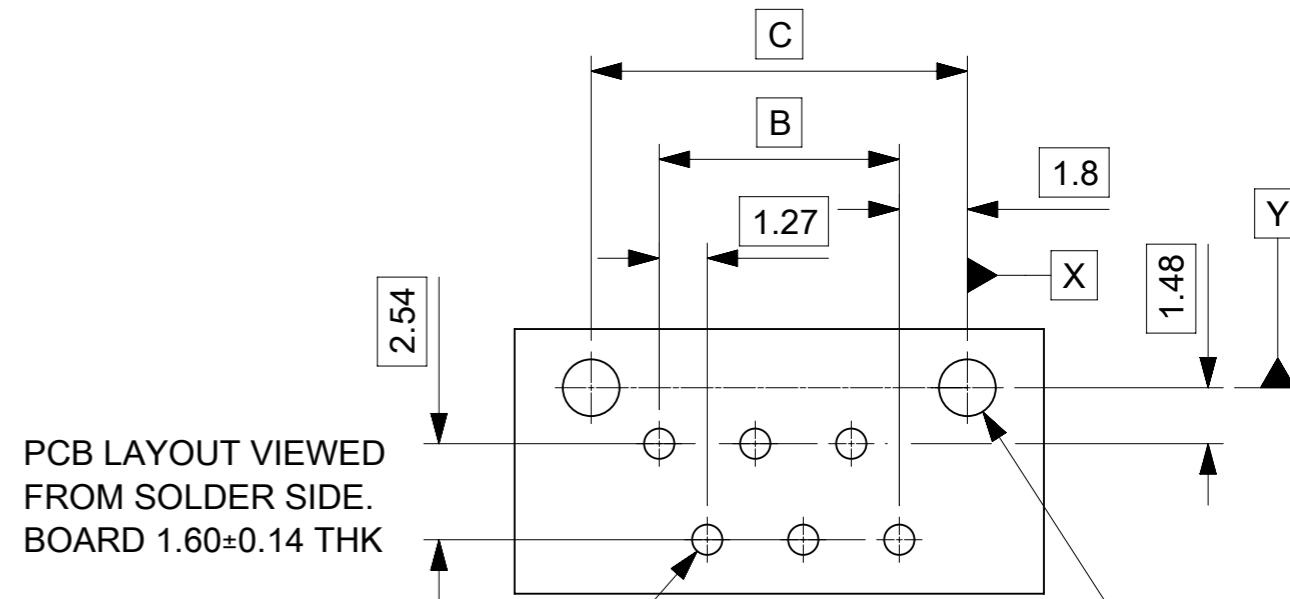 C
B
1.8
Y
1.27
X
1.48
2.54
PCB LAYOUT VIEWED
FROM SOLDER SIDE.
BOARD 1.60±0.14 THK